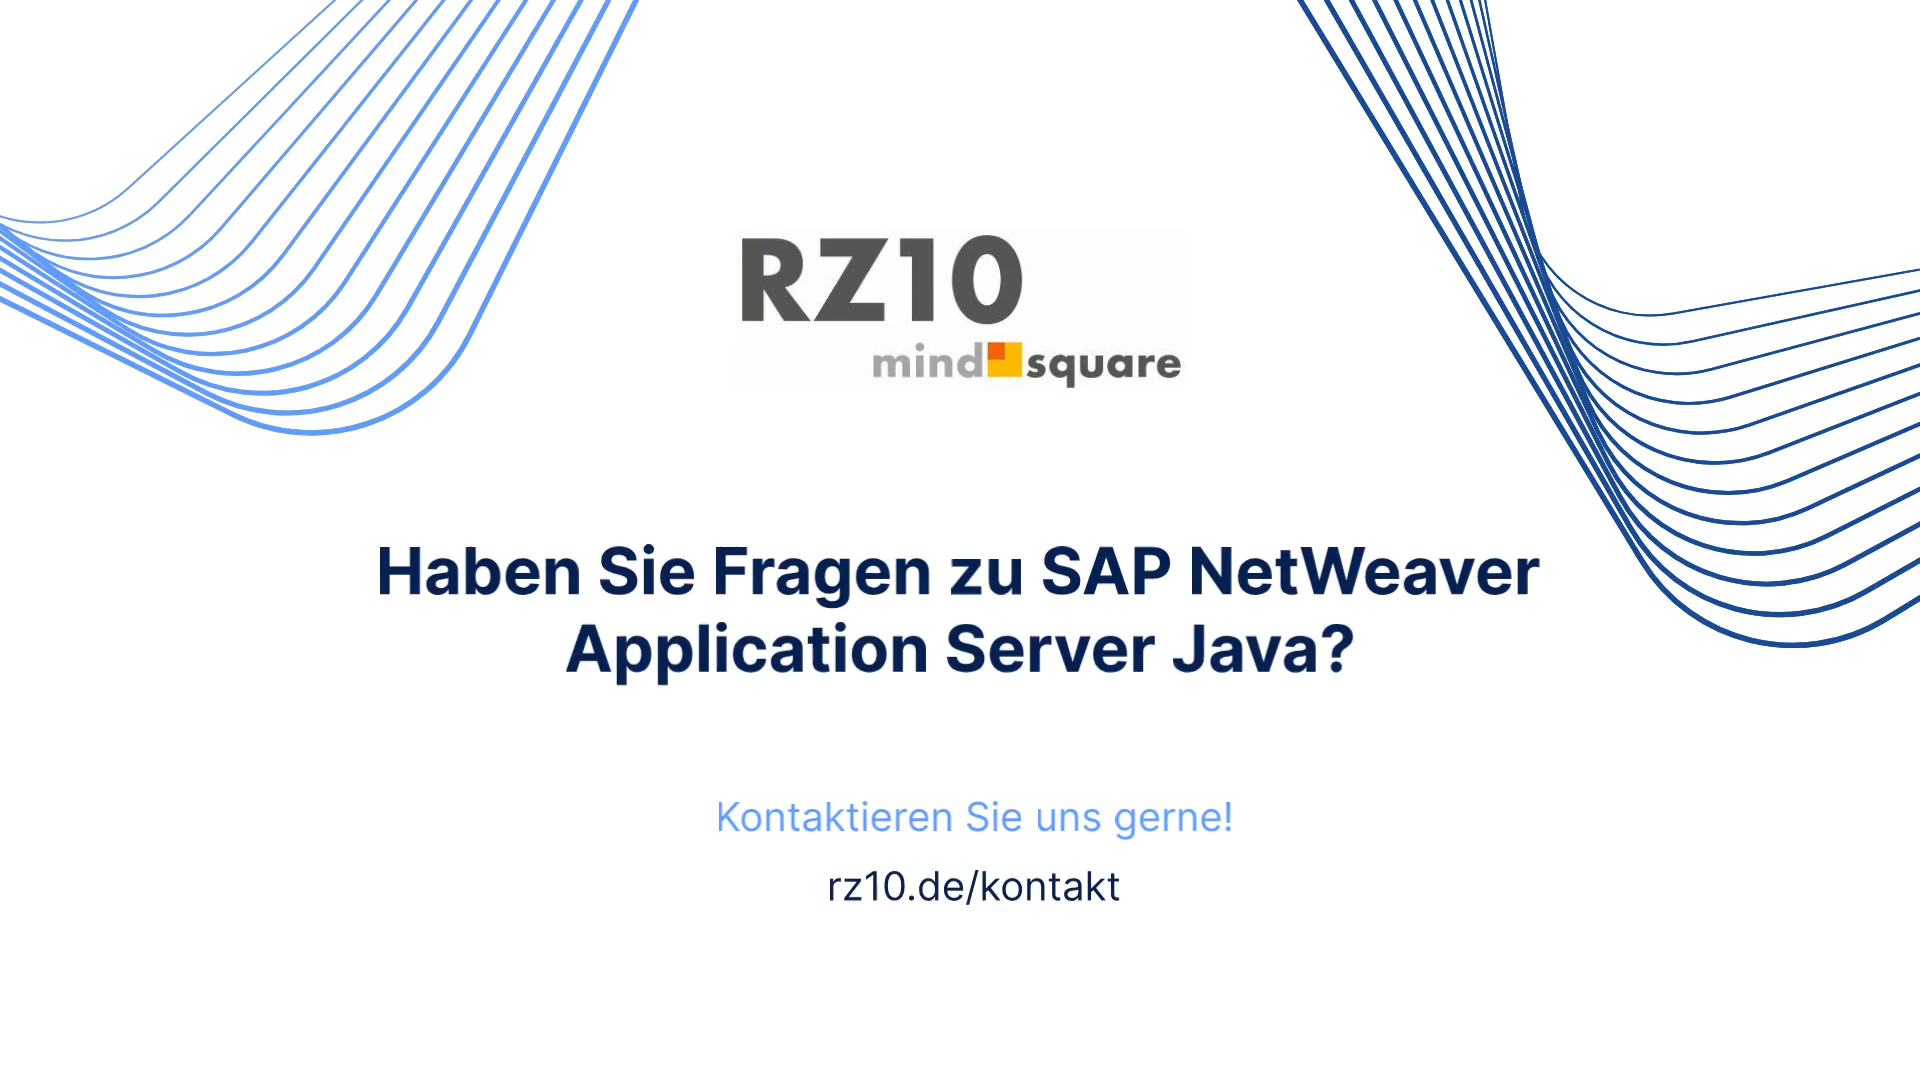 RZ10
mind square
Haben Sie Fragen zu SAP NetWeaver
Application Server Java?
Kontaktieren Sie uns gerne!
rz10.de/kontakt